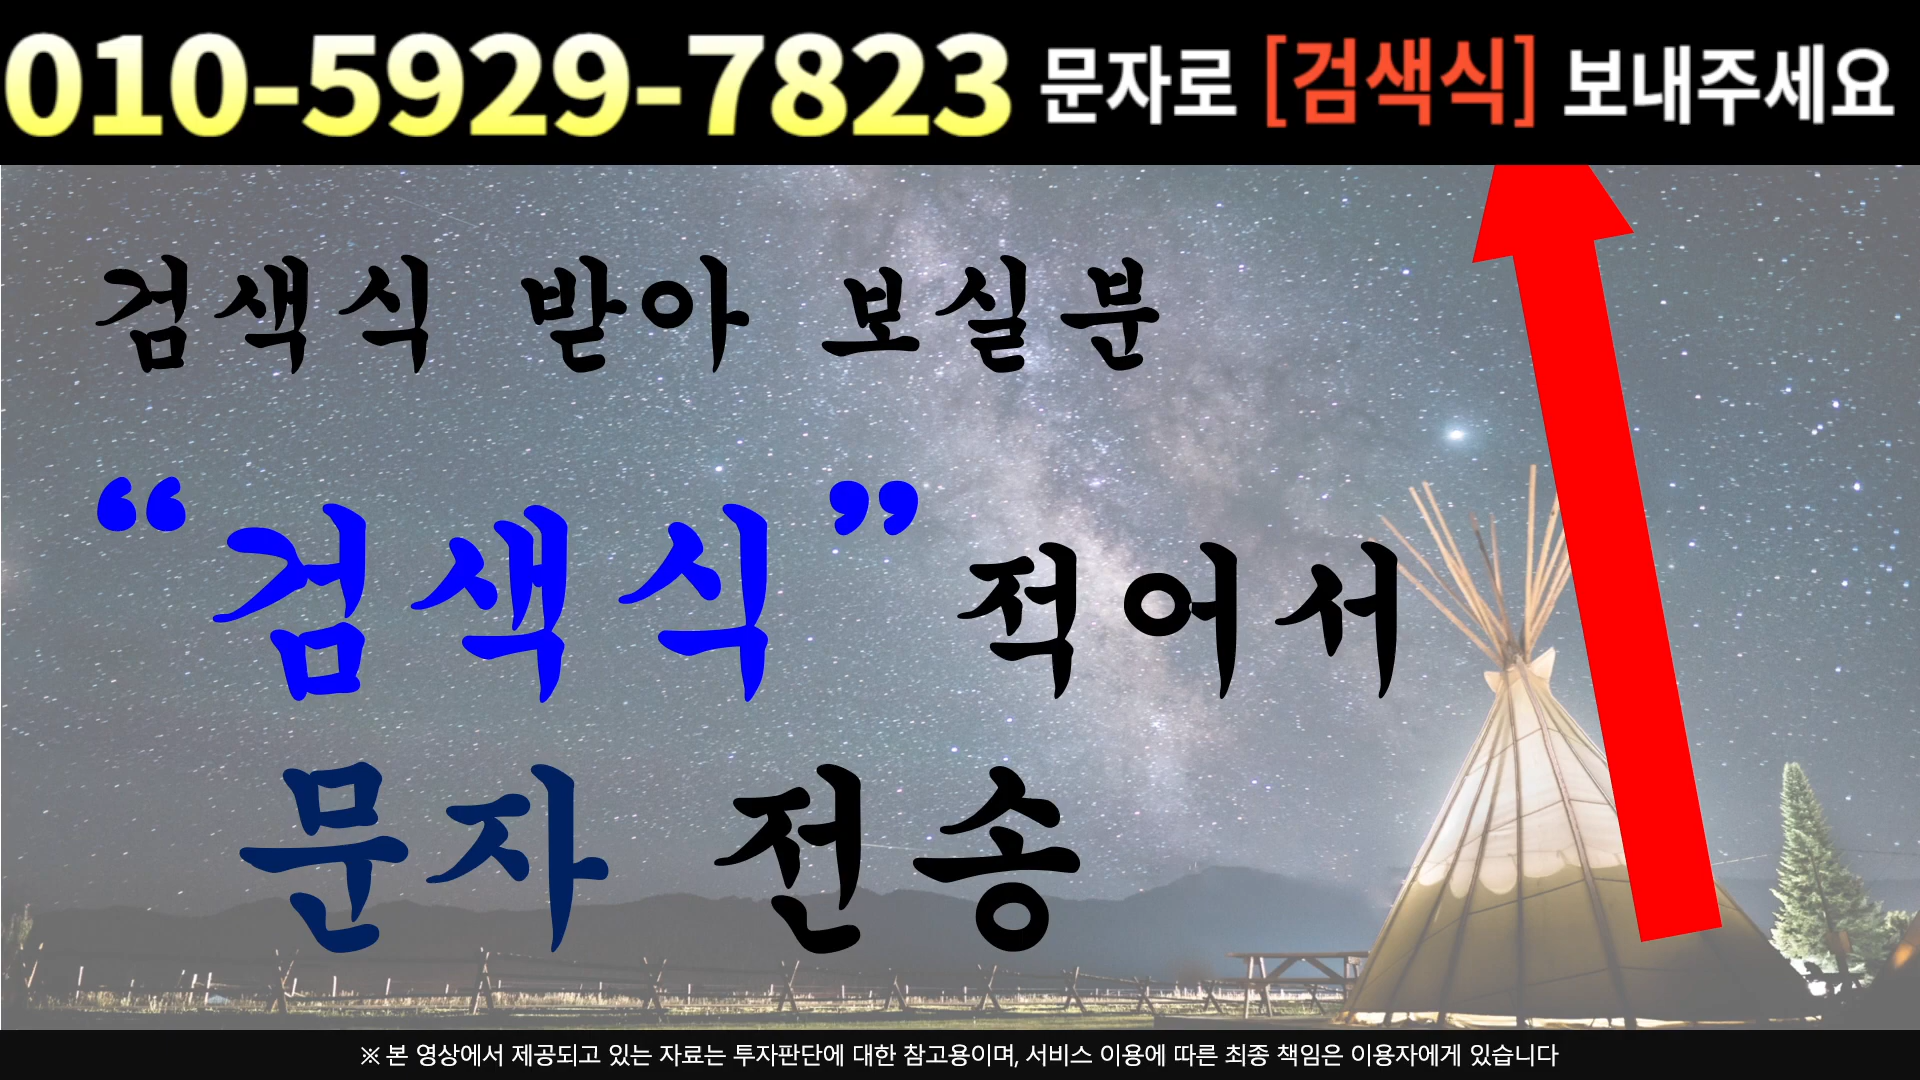 010-5929-7823 문자로 [검색식] 보내주세요
검색식 받아 보실분
“검색식” 적어서
문자 전송
※ 본 영상에서 제공되고 있는 자료는 투자판단에 대한 참고용이며, 서비스 이용에 따른 최종 책임은 이용자에게 있습니다